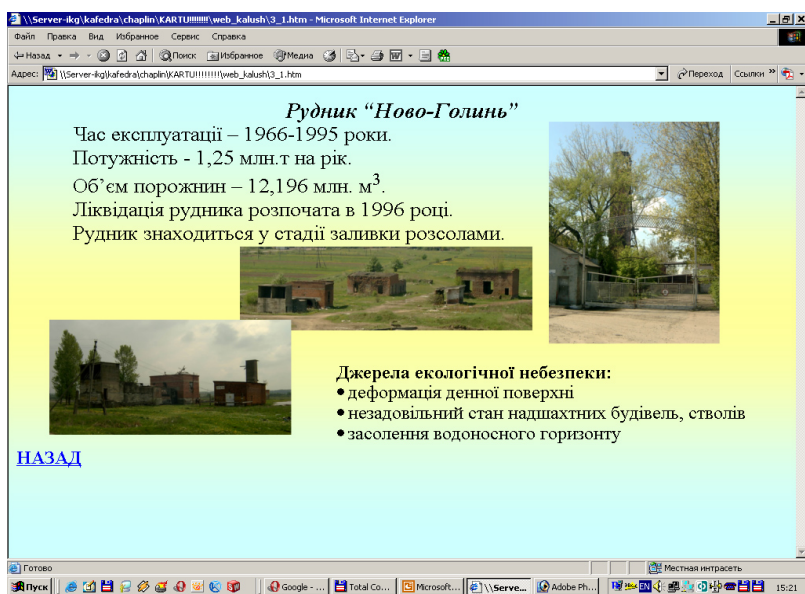 \\Server-ikg\kafedra\chaplin\KARTU!!!!!!!!\web_kalush\3_1.htm - Microsoft Internet Explorer
Файл Правка Вид Избранное Сервис Справка
Назад Поиск Избранное Медиа
Адрес: \\Server-ikg\kafedra\chaplin\KARTU!!!!!!!!\web_kalush\3_1.htm Переход Ссылки »
Рудник “Ново-Голинь”
Час експлуатації – 1966-1995 роки.
Потужність - 1,25 млн.т на рік.
Об’єм порожнин – 12,196 млн. м3.
Ліквідація рудника розпочата в 1996 році.
Рудник знаходиться у стадії заливки розсолами.
Джерела екологічної небезпеки:
• деформація денної поверхні
• незадовільний стан надшахтних будівель, стволів
• засолення водоносного горизонту
НАЗАД
Готово Местная интрасеть
Пуск Google - ... Total Co... Microsoft... \\Serve... Adobe Ph... EN 15:21